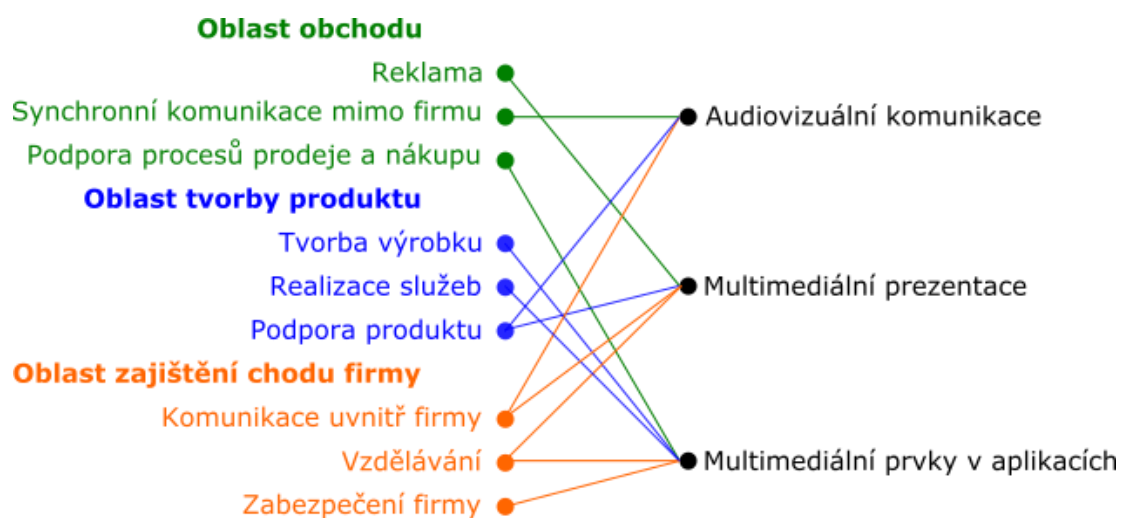 Oblast obchodu
Reklama
Synchronní komunikace mimo firmu
Podpora procesů prodeje a nákupu
Oblast tvorby produktu
Tvorba výrobku
Realizace služeb
Podpora produktu
Oblast zajištění chodu firmy
Komunikace uvnitř firmy
Vzdělávání
Zabezpečení firmy
Audiovizuální komunikace
Multimediální prezentace
Multimediální prvky v aplikacích